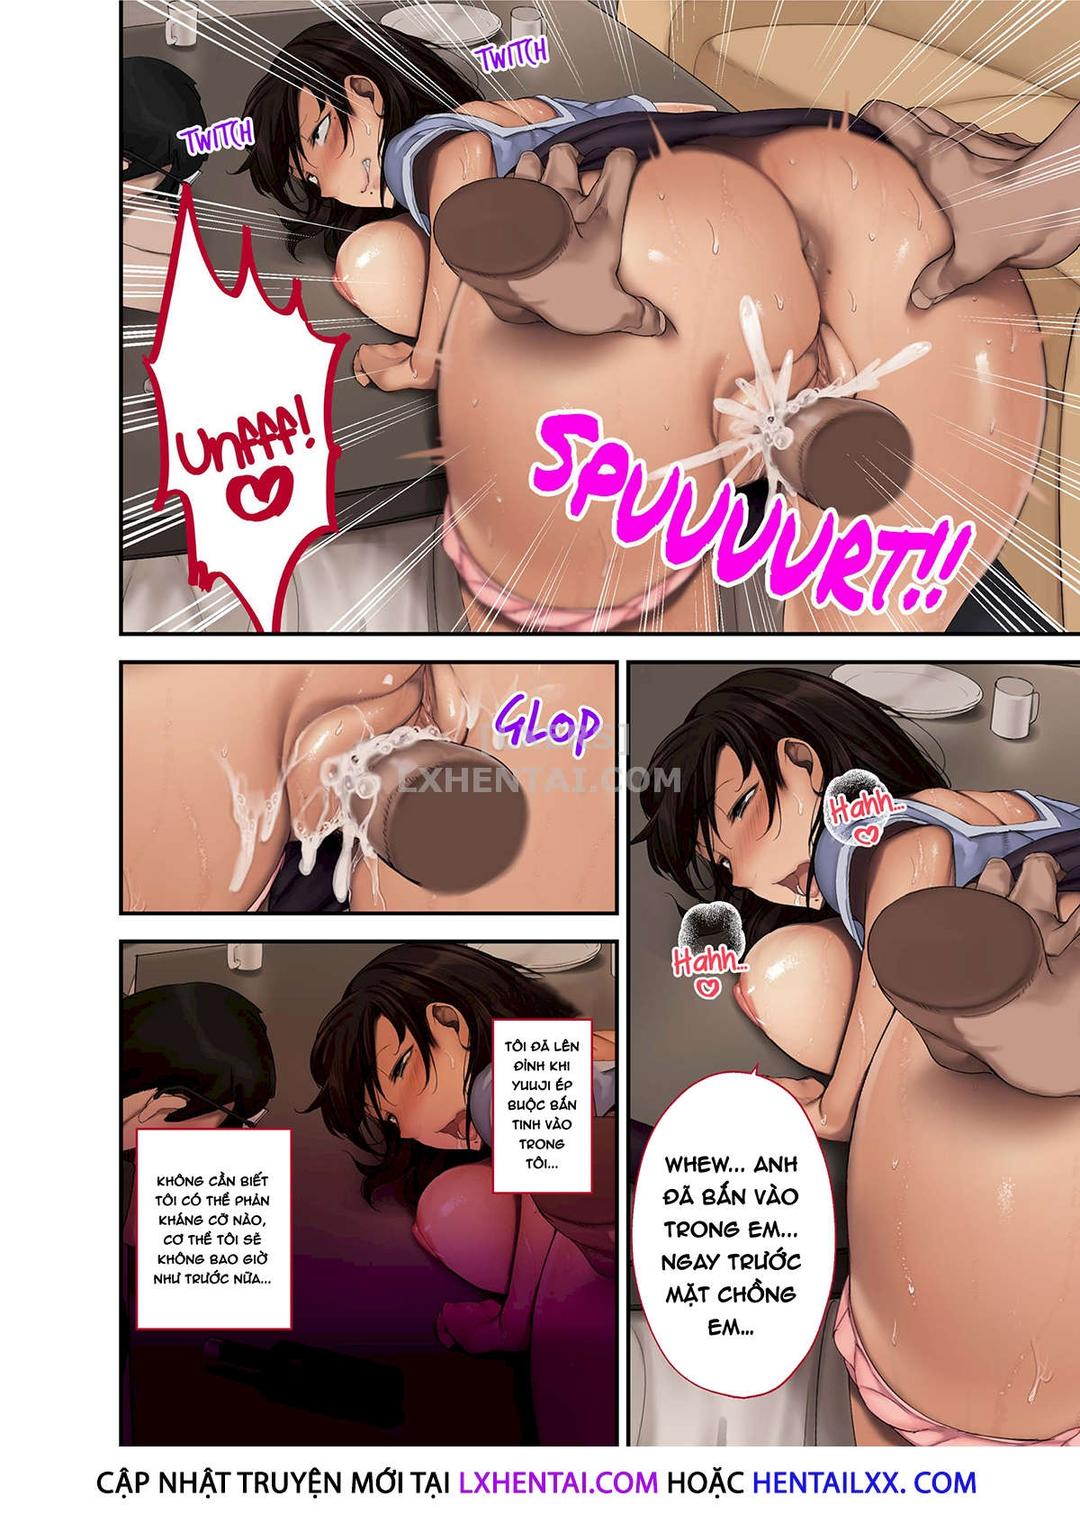 TWITCH
TWITCH
Unfff!
SPUUUURT!!
GLOP
LXHENTAI.COM
Hahh...
Hahh...
WHEW... ANH
ĐÃ BẮN VÀO
TRONG EM...
NGAY TRƯỚC
MẶT CHỒNG
EM...
TÔI ĐÃ LÊN
ĐỈNH KHI
YUUJI ÉP
BUỘC BẮN
TINH VÀO
TRONG
TÔI...
KHÔNG CẦN BIẾT
TÔI CÓ THỂ PHẢN
KHÁNG CỠ NÀO,
CƠ THỂ TÔI SẼ
KHÔNG BAO GIỜ
NHƯ TRƯỚC NỮA...
CẬP NHẬT TRUYỆN MỚI TẠI LXHENTAI.COM HOẶC HENTAILXX. COM